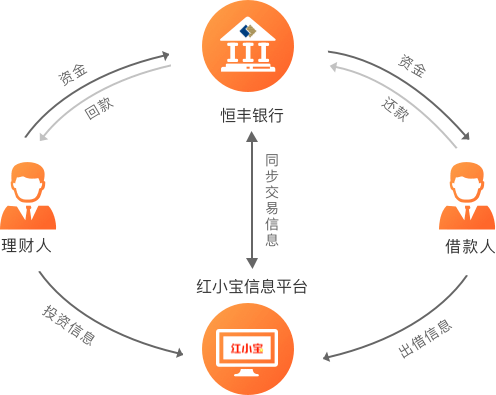 资金
回款
恒丰银行
资金
还款
同步交易信息
理财人
借款人
红小宝信息平台
投资信息
江小宝
出借信息